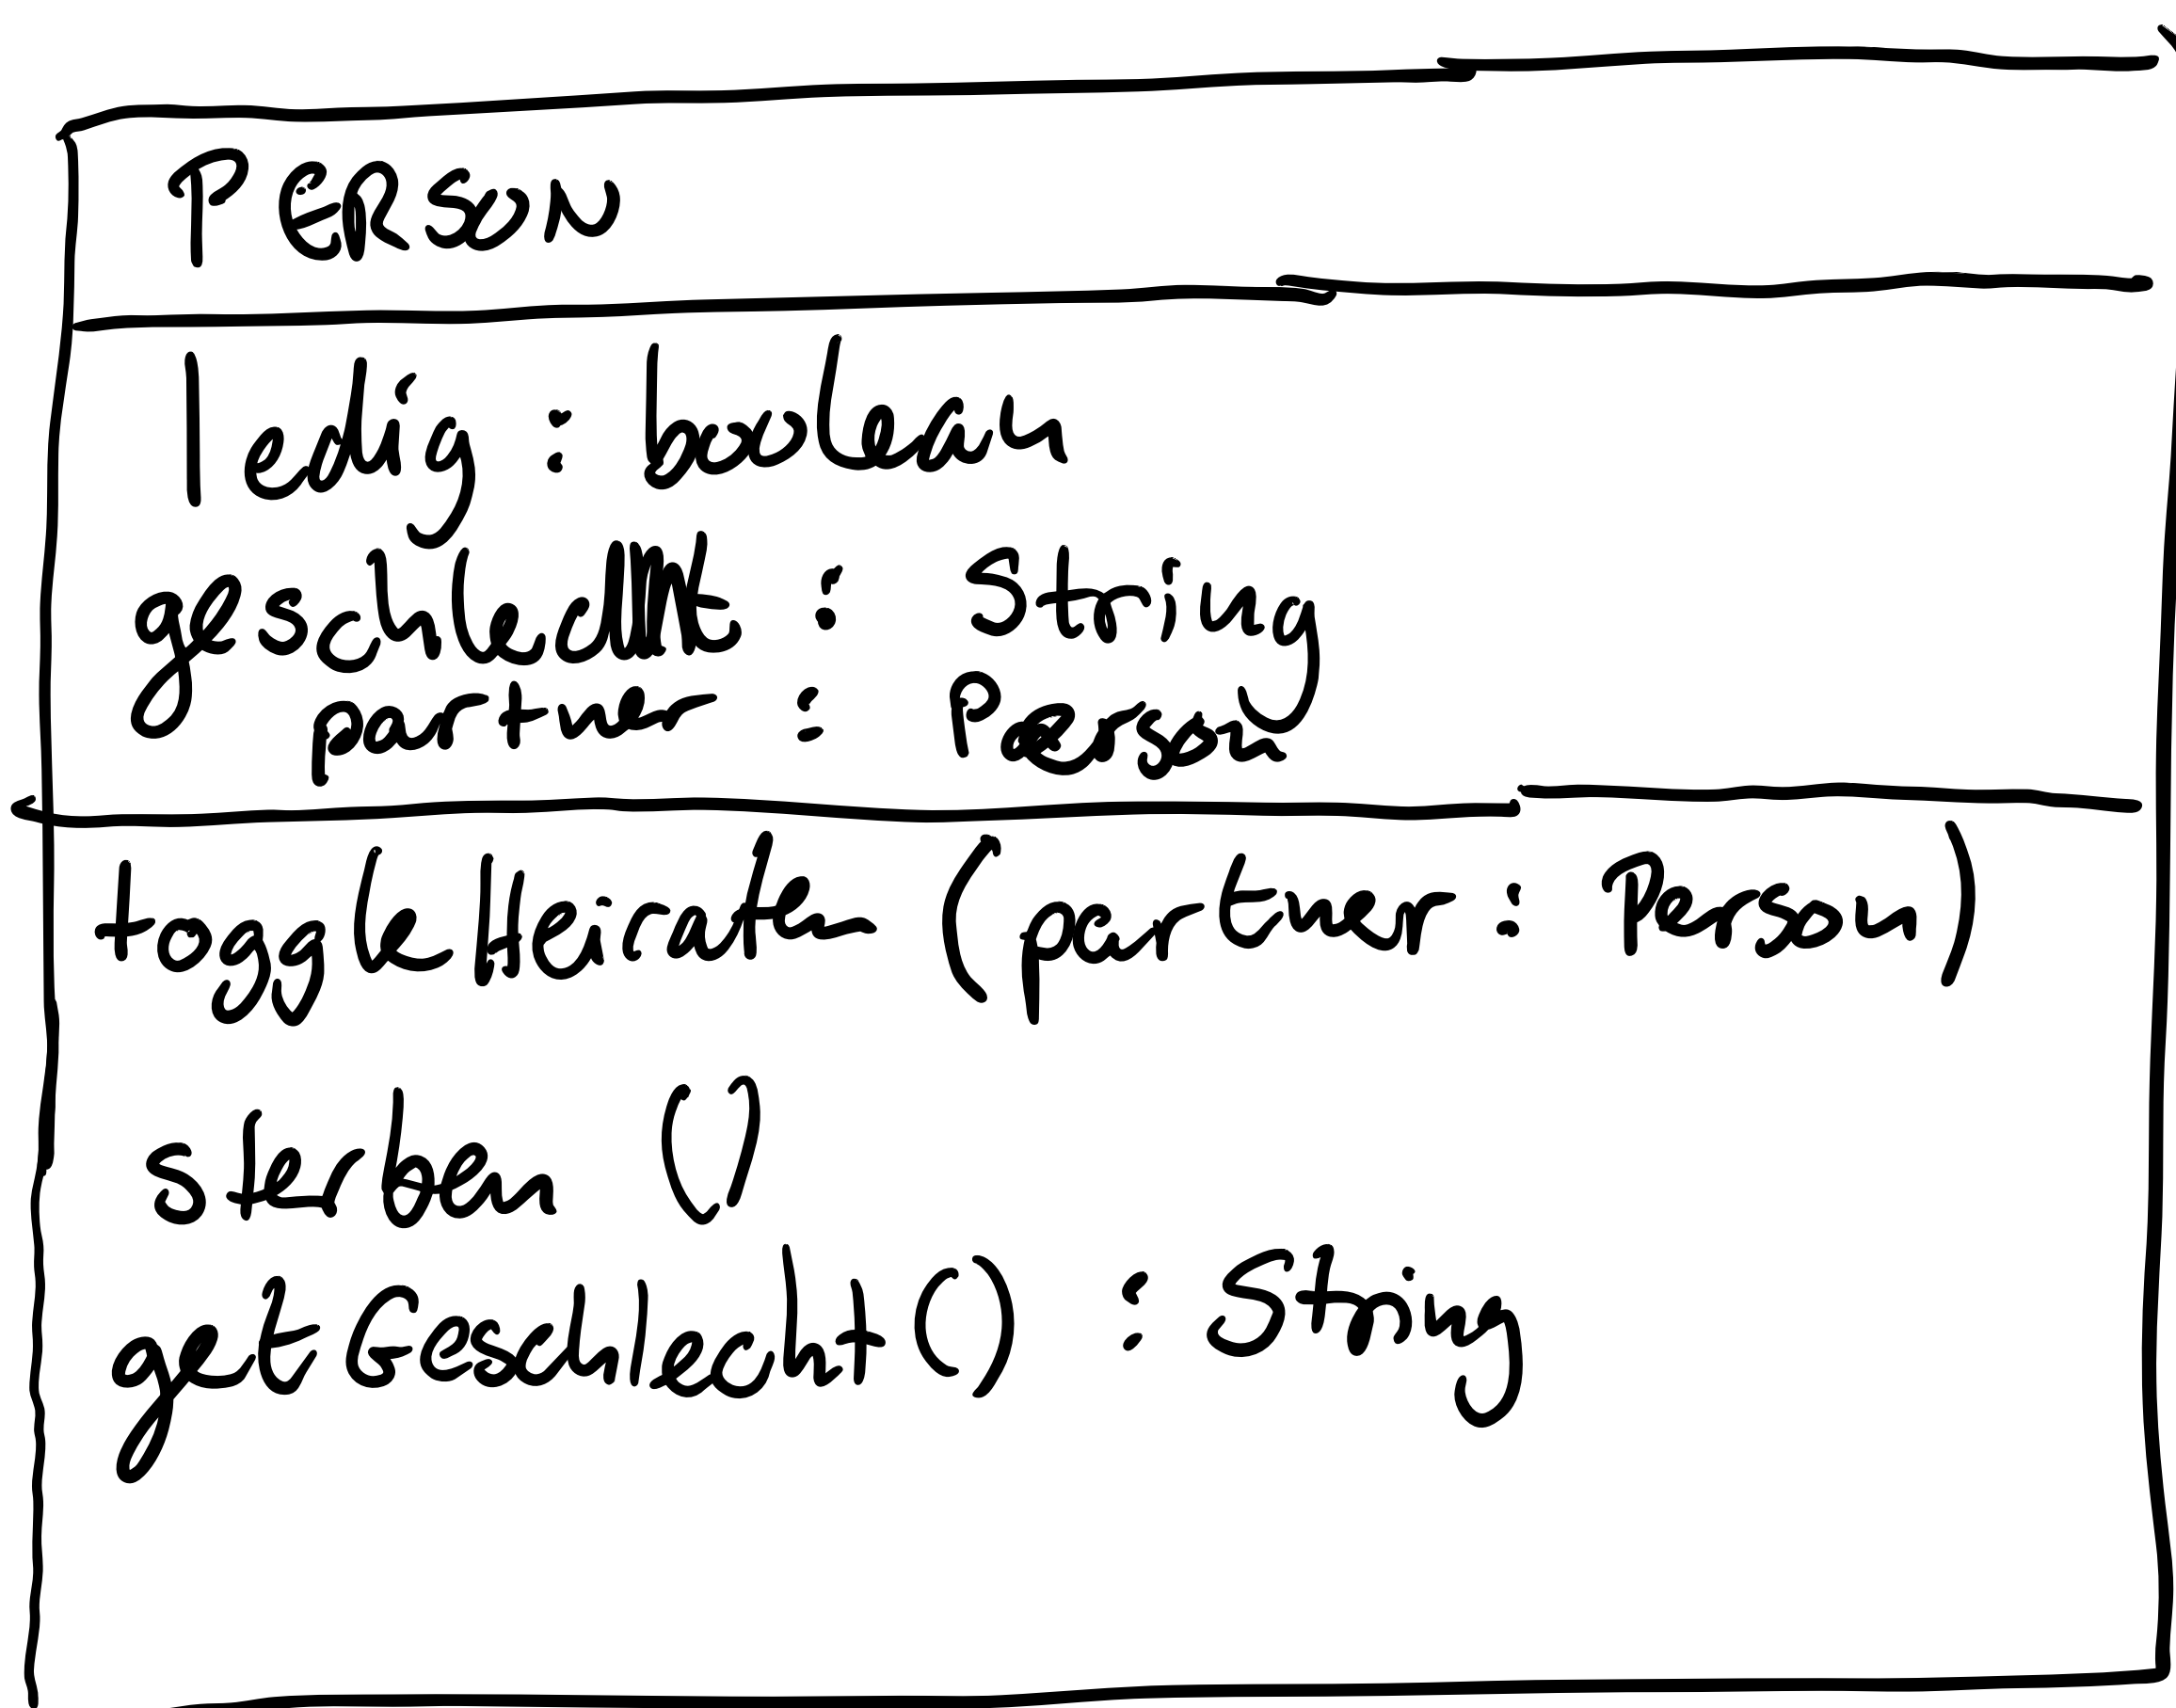 PERSON
ledig : boolean
geschlecht : String
partner : Person
toggleHeiraten (partner : Person)
sterben ()
getGeschlecht() : String